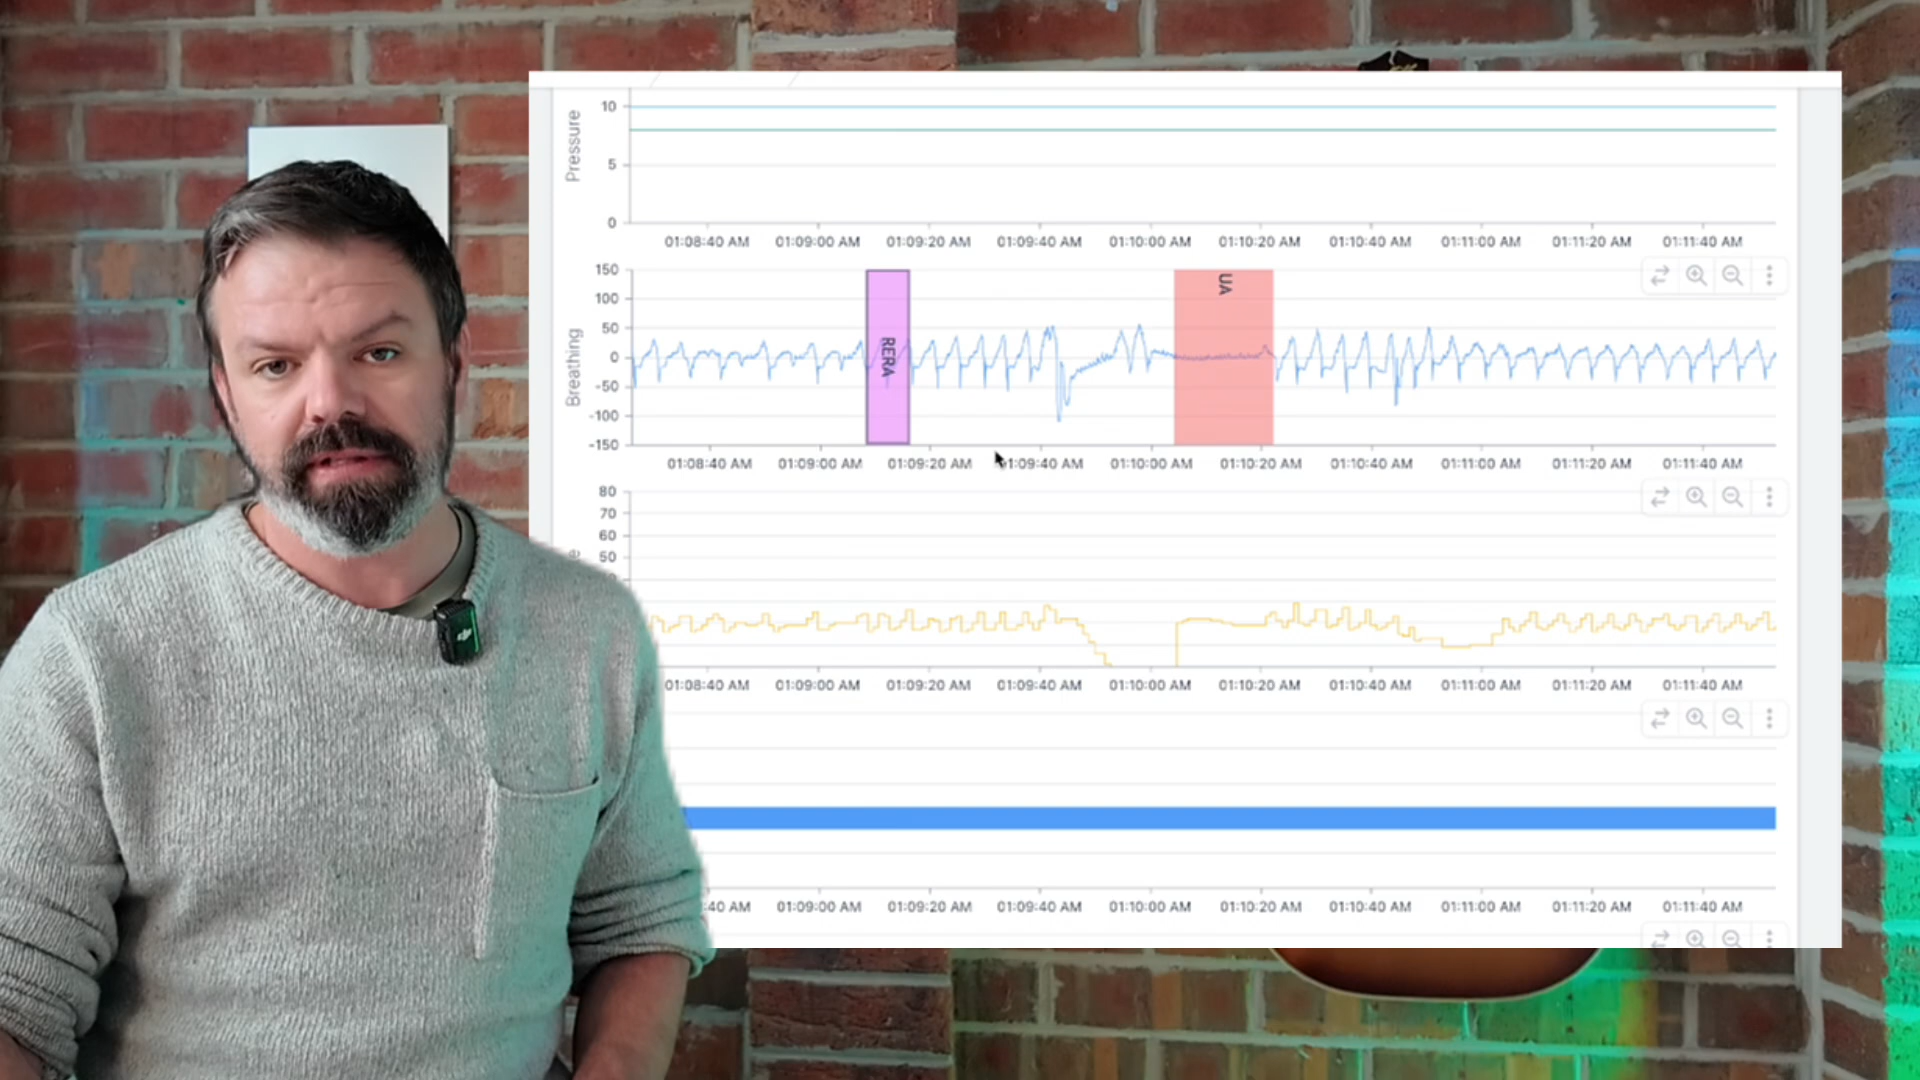 Pressure
10
5
0
01:08:40 AM 01:09:00 AM 01:09:20 AM 01:09:40 AM 01:10:00 AM 01:10:20 AM 01:10:40 AM 01:11:00 AM 01:11:20 AM 01:11:40 AM
Breathing
150
100
50
0
-50
-100
-150
RERA
UA
01:08:40 AM 01:09:00 AM 01:09:20 AM 01:09:40 AM 01:10:00 AM 01:10:20 AM 01:10:40 AM 01:11:00 AM 01:11:20 AM 01:11:40 AM
80
70
60
50
01:08:40 AM 01:09:00 AM 01:09:20 AM 01:09:40 AM 01:10:00 AM 01:10:20 AM 01:10:40 AM 01:11:00 AM 01:11:20 AM 01:11:40 AM
:40 AM 01:09:00 AM 01:09:20 AM 01:09:40 AM 01:10:00 AM 01:10:20 AM 01:10:40 AM 01:11:00 AM 01:11:20 AM 01:11:40 AM